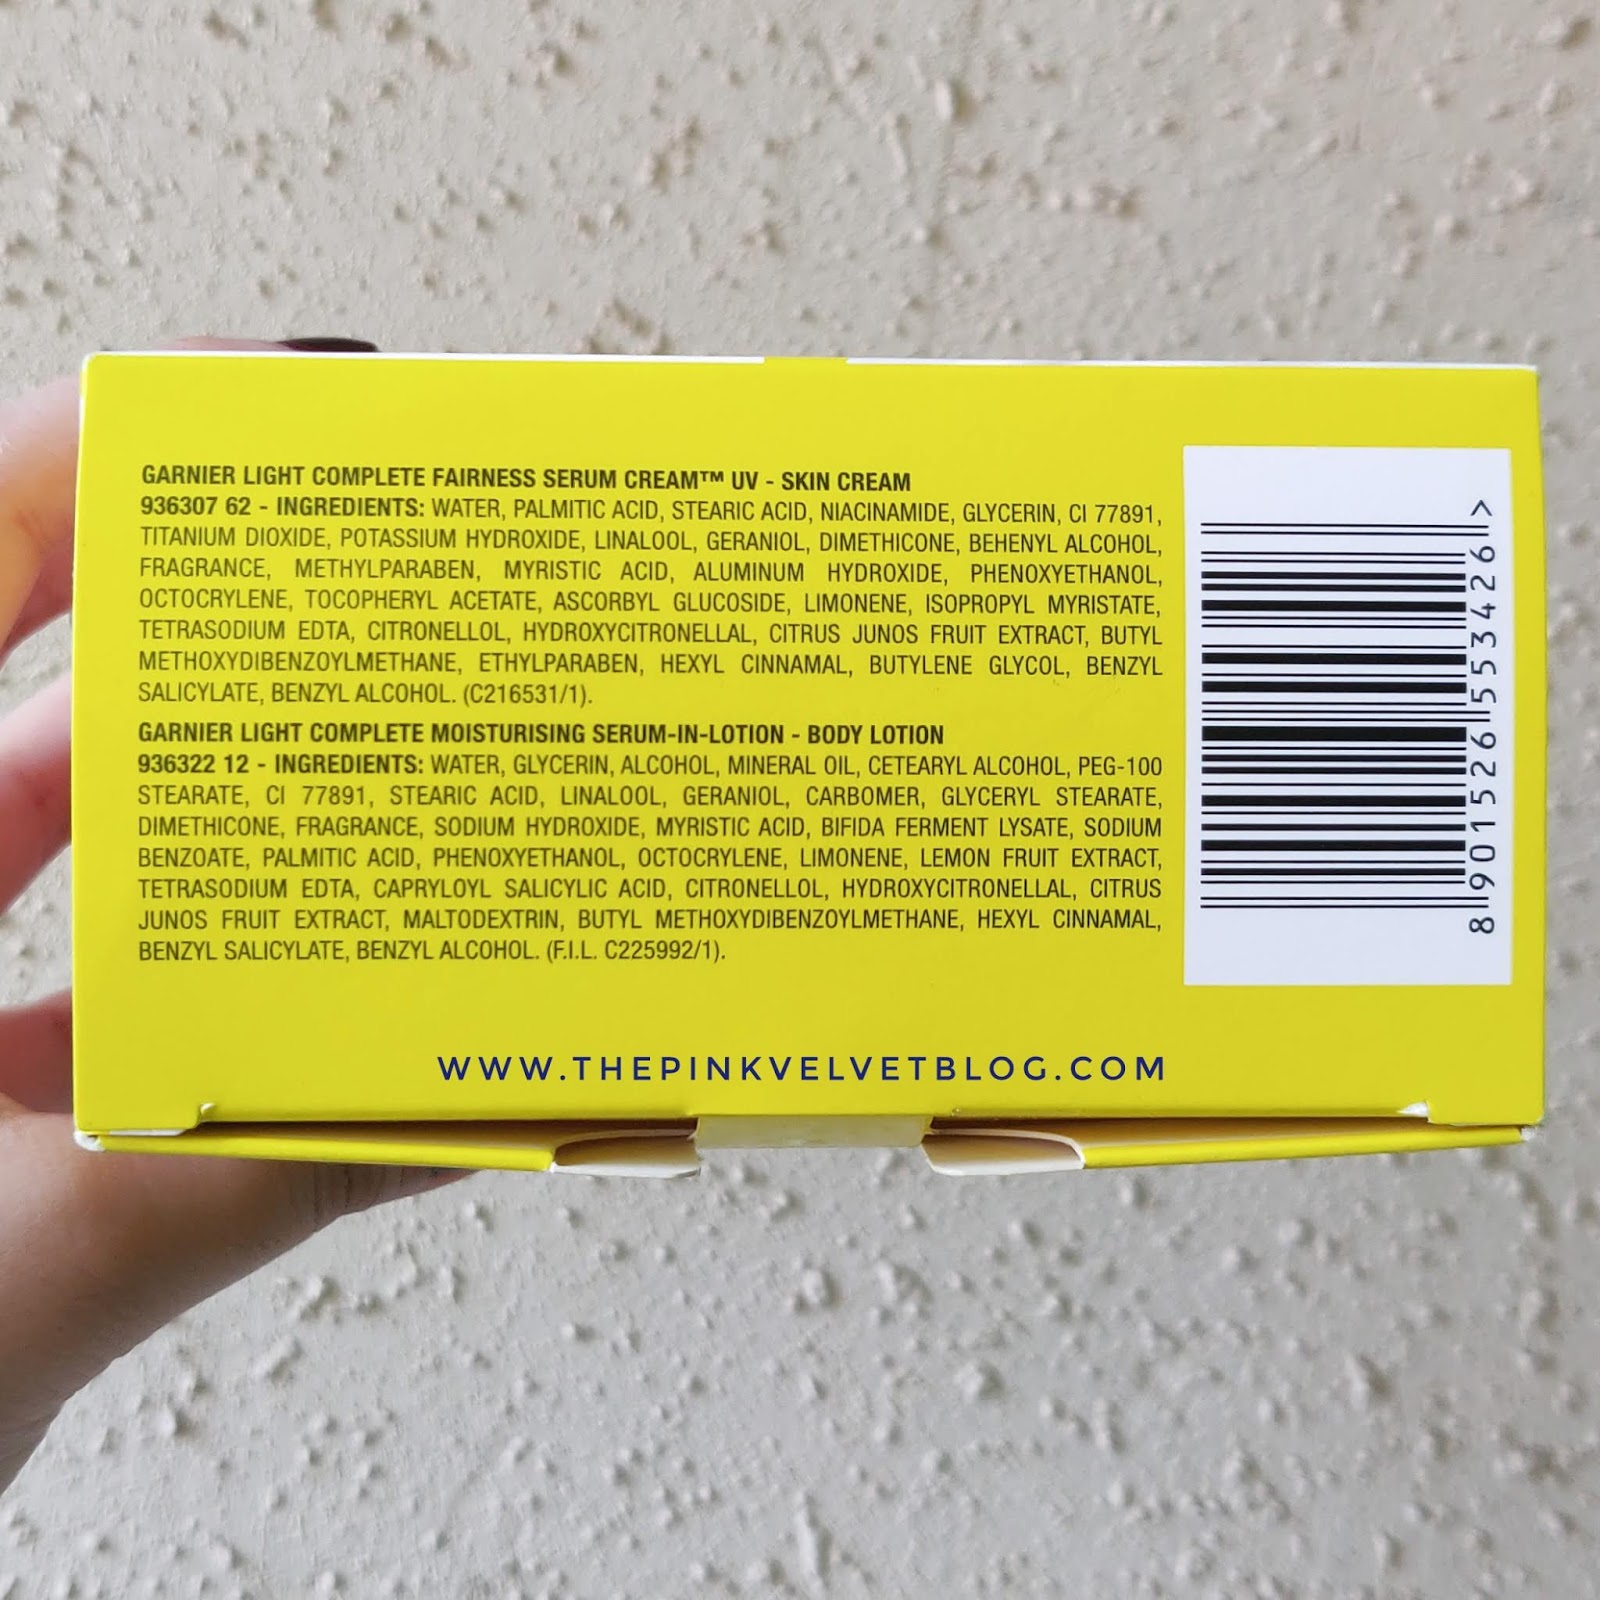 GARNIER LIGHT COMPLETE FAIRNESS SERUM CREAM™ UV - SKIN CREAM
936307 62 - INGREDIENTS: WATER, PALMITIC ACID, STEARIC ACID, NIACINAMIDE, GLYCERIN, CI 77891,
TITANIUM DIOXIDE, POTASSIUM HYDROXIDE, LINALOOL, GERANIOL, DIMETHICONE, BEHENYL ALCOHOL,
FRAGRANCE, METHYLPARABEN, MYRISTIC ACID, ALUMINUM HYDROXIDE, PHENOXYETHANOL,
OCTOCRYLENE, TOCOPHERYL ACETATE, ASCORBYL GLUCOSIDE, LIMONENE, ISOPROPYL MYRISTATE,
TETRASODIUM EDTA, CITRONELLOL, HYDROXYCITRONELLAL, CITRUS JUNOS FRUIT EXTRACT, BUTYL
METHOXYDIBENZOYLMETHANE, ETHYLPARABEN, HEXYL CINNAMAL, BUTYLENE GLYCOL, BENZYL
SALICYLATE, BENZYL ALCOHOL. (C216531/1).
GARNIER LIGHT COMPLETE MOISTURISING SERUM-IN-LOTION - BODY LOTION
936322 12 - INGREDIENTS: WATER, GLYCERIN, ALCOHOL, MINERAL OIL, CETEARYL ALCOHOL, PEG-100
STEARATE, CI 77891, STEARIC ACID, LINALOOL, GERANIOL, CARBOMER, GLYCERYL STEARATE,
DIMETHICONE, FRAGRANCE, SODIUM HYDROXIDE, MYRISTIC ACID, BIFIDA FERMENT LYSATE, SODIUM
BENZOATE, PALMITIC ACID, PHENOXYETHANOL, OCTOCRYLENE, LIMONENE, LEMON FRUIT EXTRACT,
TETRASODIUM EDTA, CAPRYLOYL SALICYLIC ACID, CITRONELLOL, HYDROXYCITRONELLAL, CITRUS
JUNOS FRUIT EXTRACT, MALTODEXTRIN, BUTYL METHOXYDIBENZOYLMETHANE, HEXYL CINNAMAL,
BENZYL SALICYLATE, BENZYL ALCOHOL. (F.I.L. C225992/1).
8 901526 553426 >
WWW.THEPINKVELVETBLOG.COM